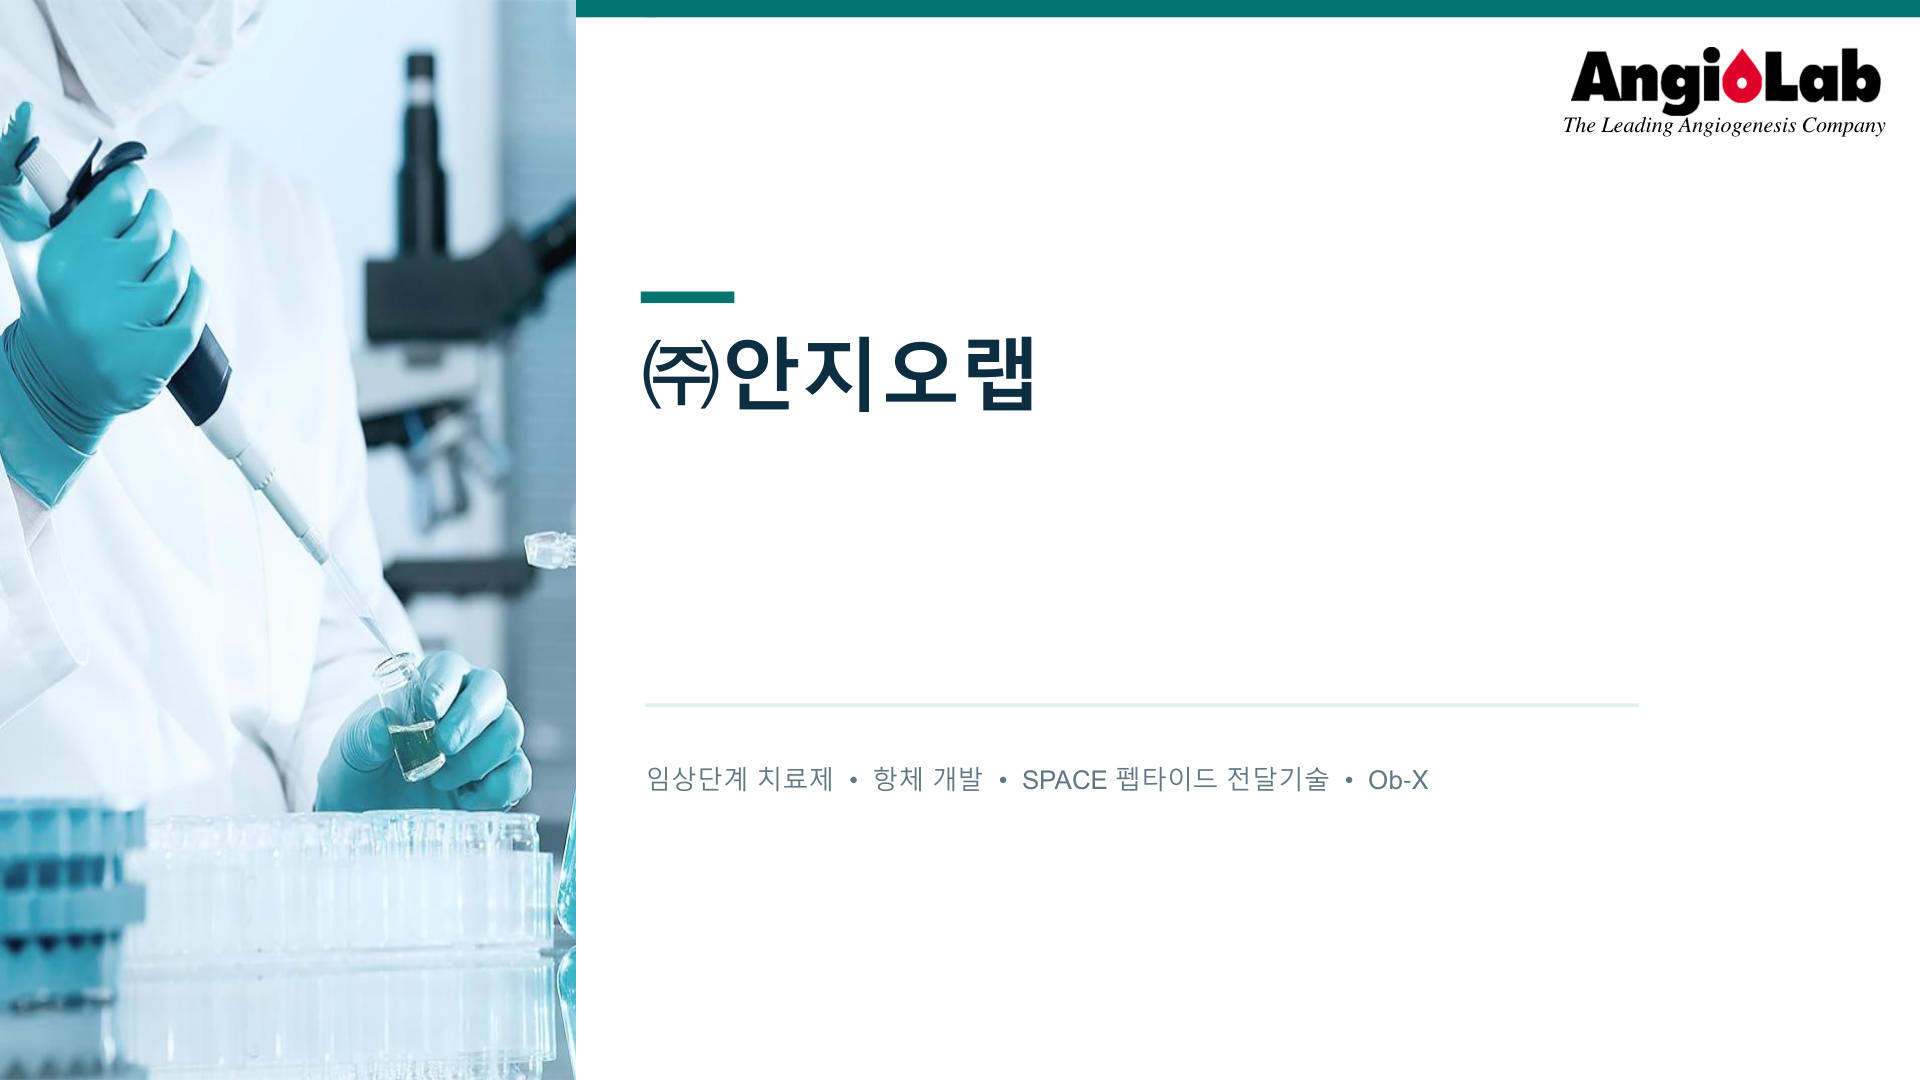 AngioLab
The Leading Angiogenesis Company
㈜안지오랩
임상단계 치료제 • 항체 개발 • SPACE 펩타이드 전달기술 • Ob-X